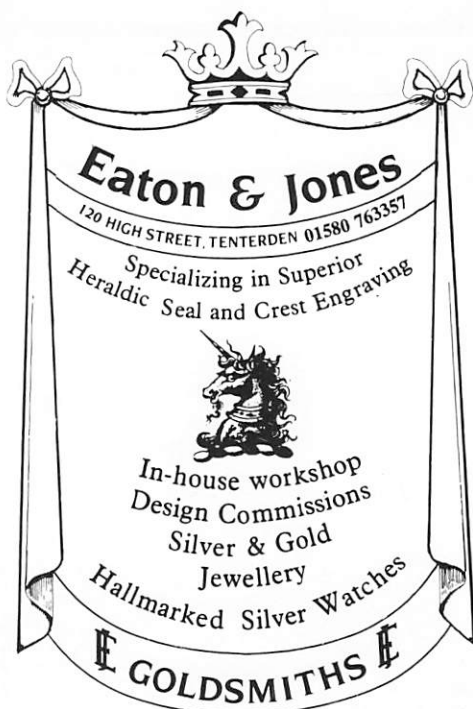 Eaton & Jones
120 HIGH STREET, TENTERDEN 01580 763357
Specializing in Superior
Heraldic Seal and Crest Engraving
In-house workshop
Design Commissions
Silver & Gold
Jewellery
Hallmarked Silver Watches
GOLDSMITHS